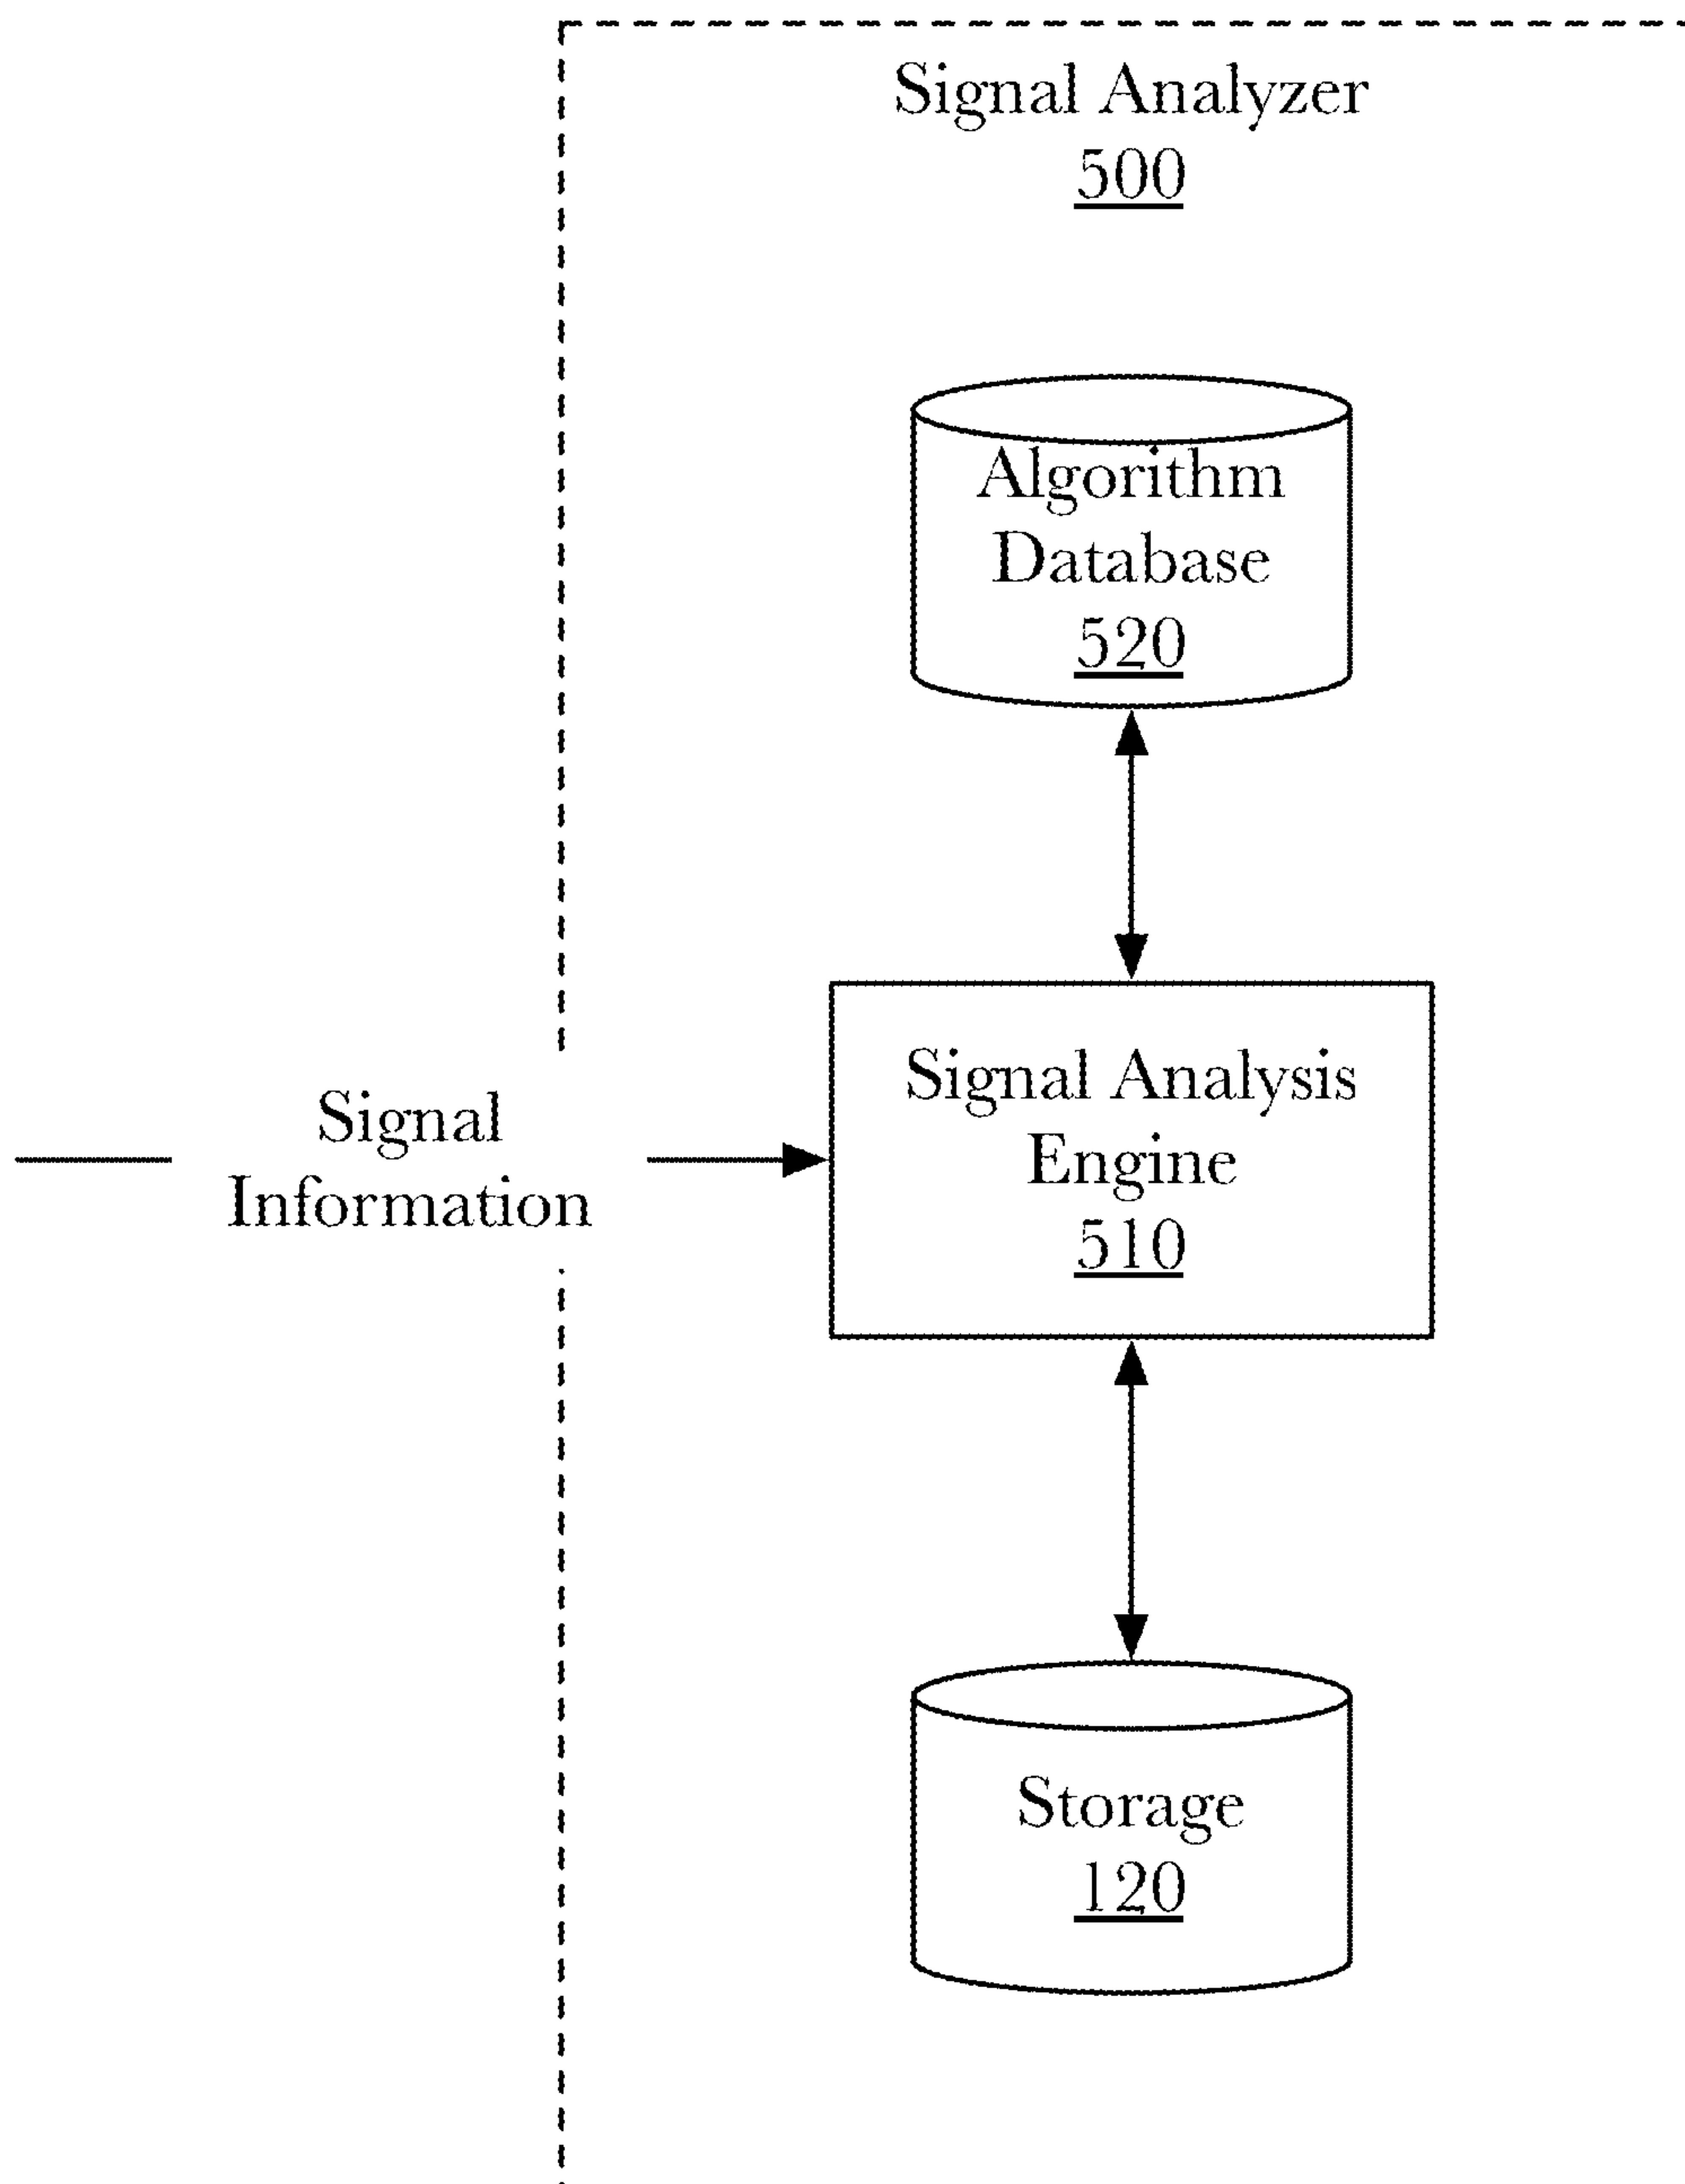 Signal Analyzer
500
Algorithm
Database
520
Signal Analysis
Engine
510
Signal
Information
Storage
120